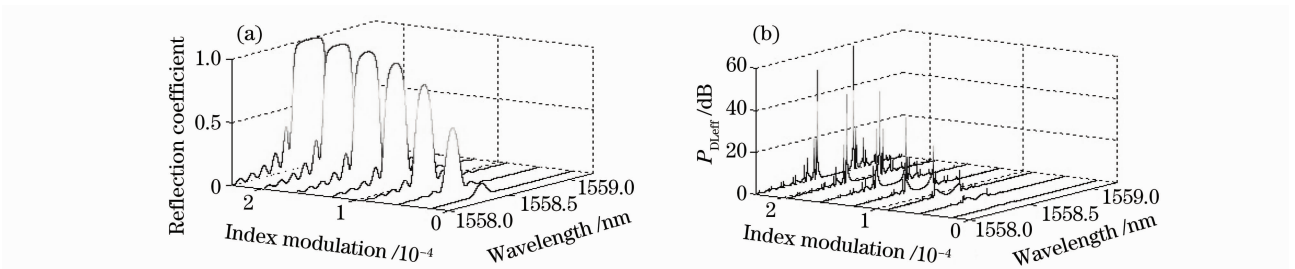 (a)
Reflection coefficient
1.0
0.5
0
2
1
0
Index modulation /10⁻⁴
1558.0
1558.5
1559.0
Wavelength /nm
(b)
P_DLeff /dB
60
40
20
0
2
1
0
Index modulation /10⁻⁴
1558.0
1558.5
1559.0
Wavelength /nm